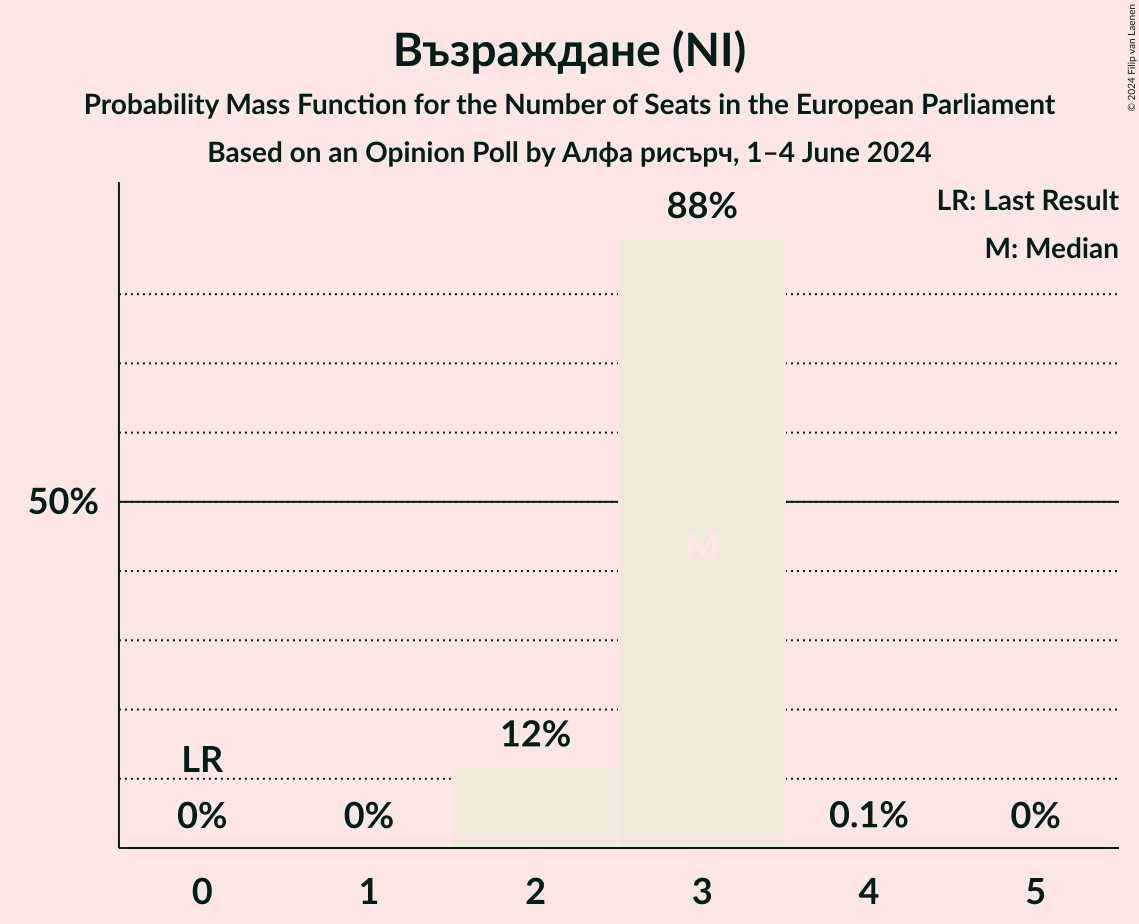 Възраждане (NI)
Probability Mass Function for the Number of Seats in the European Parliament
Based on an Opinion Poll by Алфа рисърч, 1–4 June 2024
© 2024 Filip van Laenen
LR: Last Result
M: Median
88%
50%
M
12%
LR
0%
0%
0.1%
0%
0
1
2
3
4
5